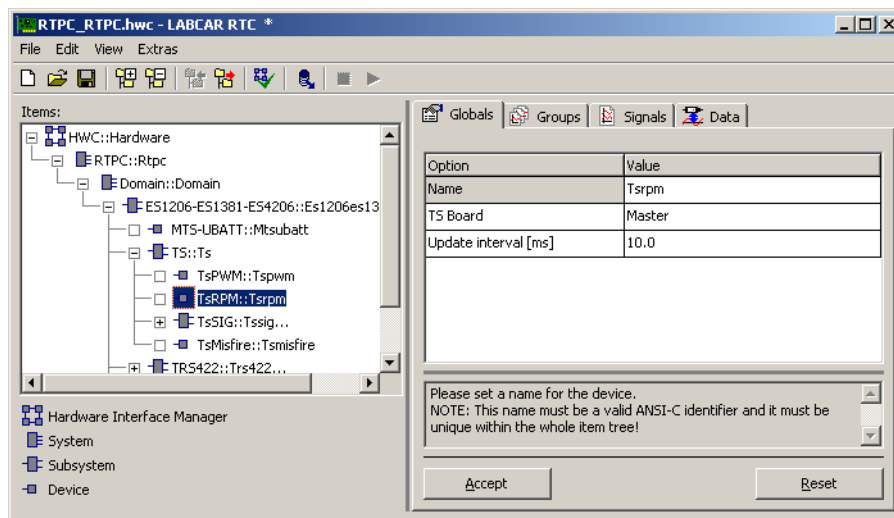 RTPC_RTPC.hwc - LABCAR RTC *
File Edit View Extras
Items:
HWC::Hardware
RTPC::Rtpc
Domain::Domain
ES1206-ES1381-ES4206::Es1206es13
MTS-UBATT::Mtsubatt
TS::Ts
TsPWM::Tspwm
TsRPM::Tsrpm
TsSIG::Tssig...
TsMisfire::Tsmisfire
TRS422::Trs422...
Hardware Interface Manager
System
Subsystem
Device
Globals Groups Signals Data
Option Value
Name Tsrpm
TS Board Master
Update interval [ms] 10.0
Please set a name for the device.
NOTE: This name must be a valid ANSI-C identifier and it must be
unique within the whole item tree!
Accept Reset